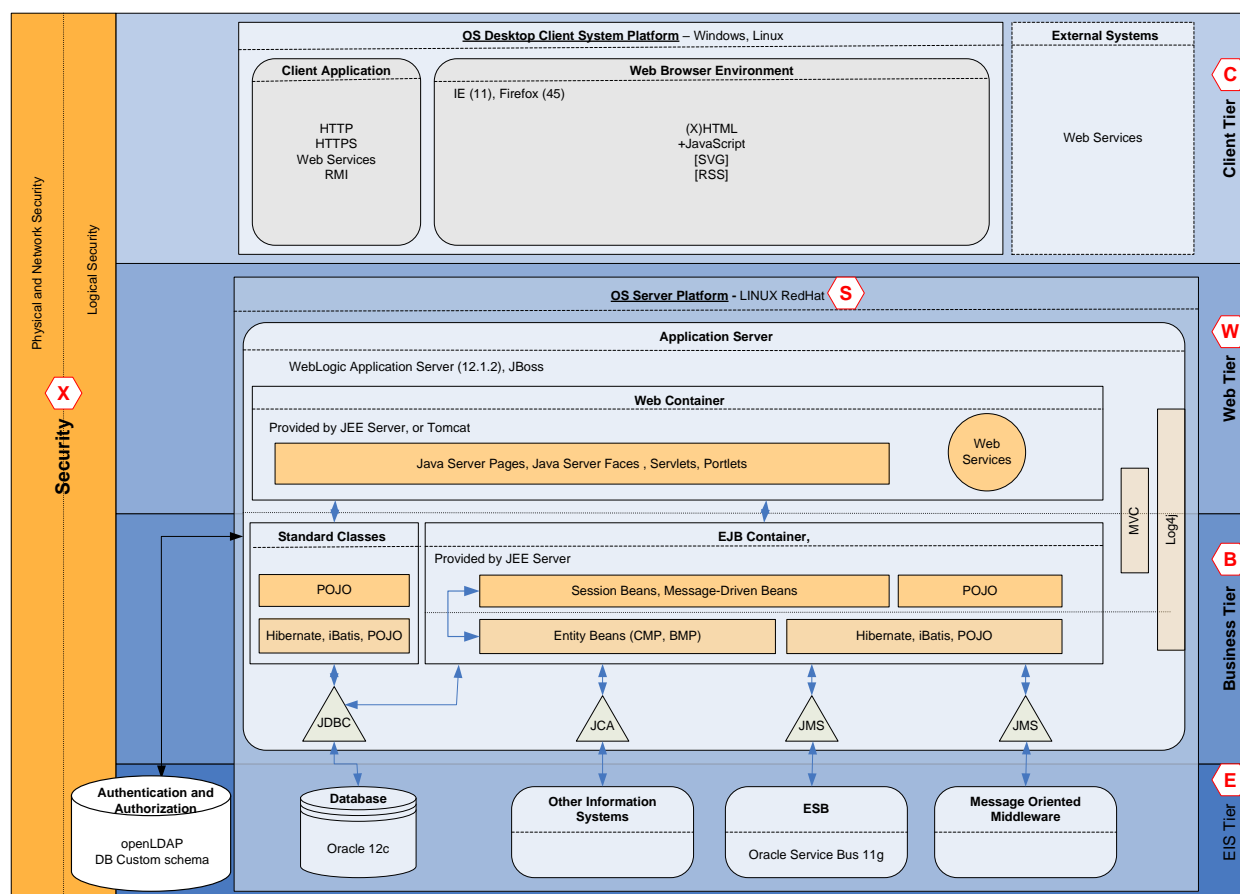 OS Desktop Client System Platform – Windows, Linux
External Systems
Client Application
Web Browser Environment
IE (11), Firefox (45)
HTTP
HTTPS
Web Services
RMI
(X)HTML
+JavaScript
[SVG]
[RSS]
Web Services
C
Client Tier
Physical and Network Security
Logical Security
X
Security
OS Server Platform - LINUX RedHat
S
Application Server
WebLogic Application Server (12.1.2), JBoss
W
Web Tier
Web Container
Provided by JEE Server, or Tomcat
Java Server Pages, Java Server Faces , Servlets, Portlets
Web
Services
MVC
Log4j
Standard Classes
POJO
Hibernate, iBatis, POJO
EJB Container,
Provided by JEE Server
Session Beans, Message-Driven Beans
POJO
Entity Beans (CMP, BMP)
Hibernate, iBatis, POJO
B
Business Tier
JDBC
JCA
JMS
JMS
E
EIS Tier
Authentication and
Authorization
openLDAP
DB Custom schema
Database
Oracle 12c
Other Information
Systems
ESB
Oracle Service Bus 11g
Message Oriented
Middleware